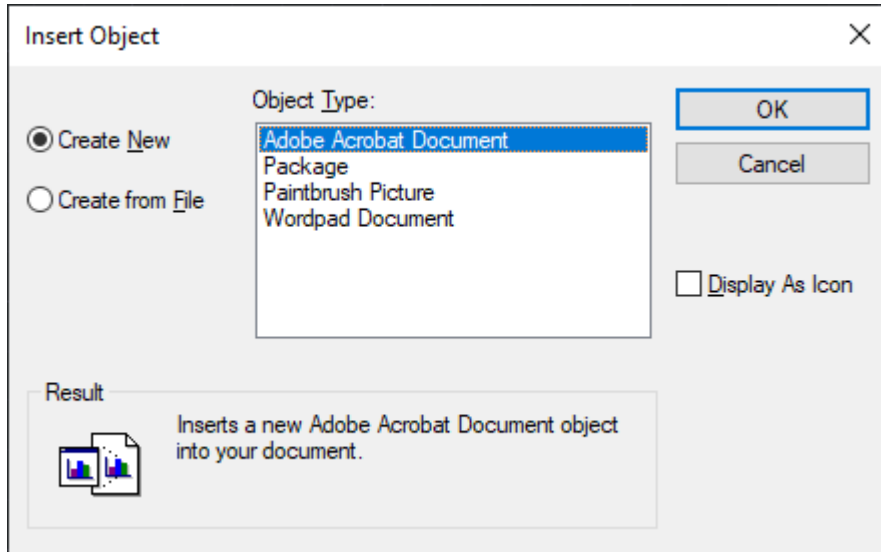 Insert Object
Object Type:
Create New
Create from File
Adobe Acrobat Document
Package
Paintbrush Picture
Wordpad Document
OK
Cancel
Display As Icon
Result
Inserts a new Adobe Acrobat Document object
into your document.